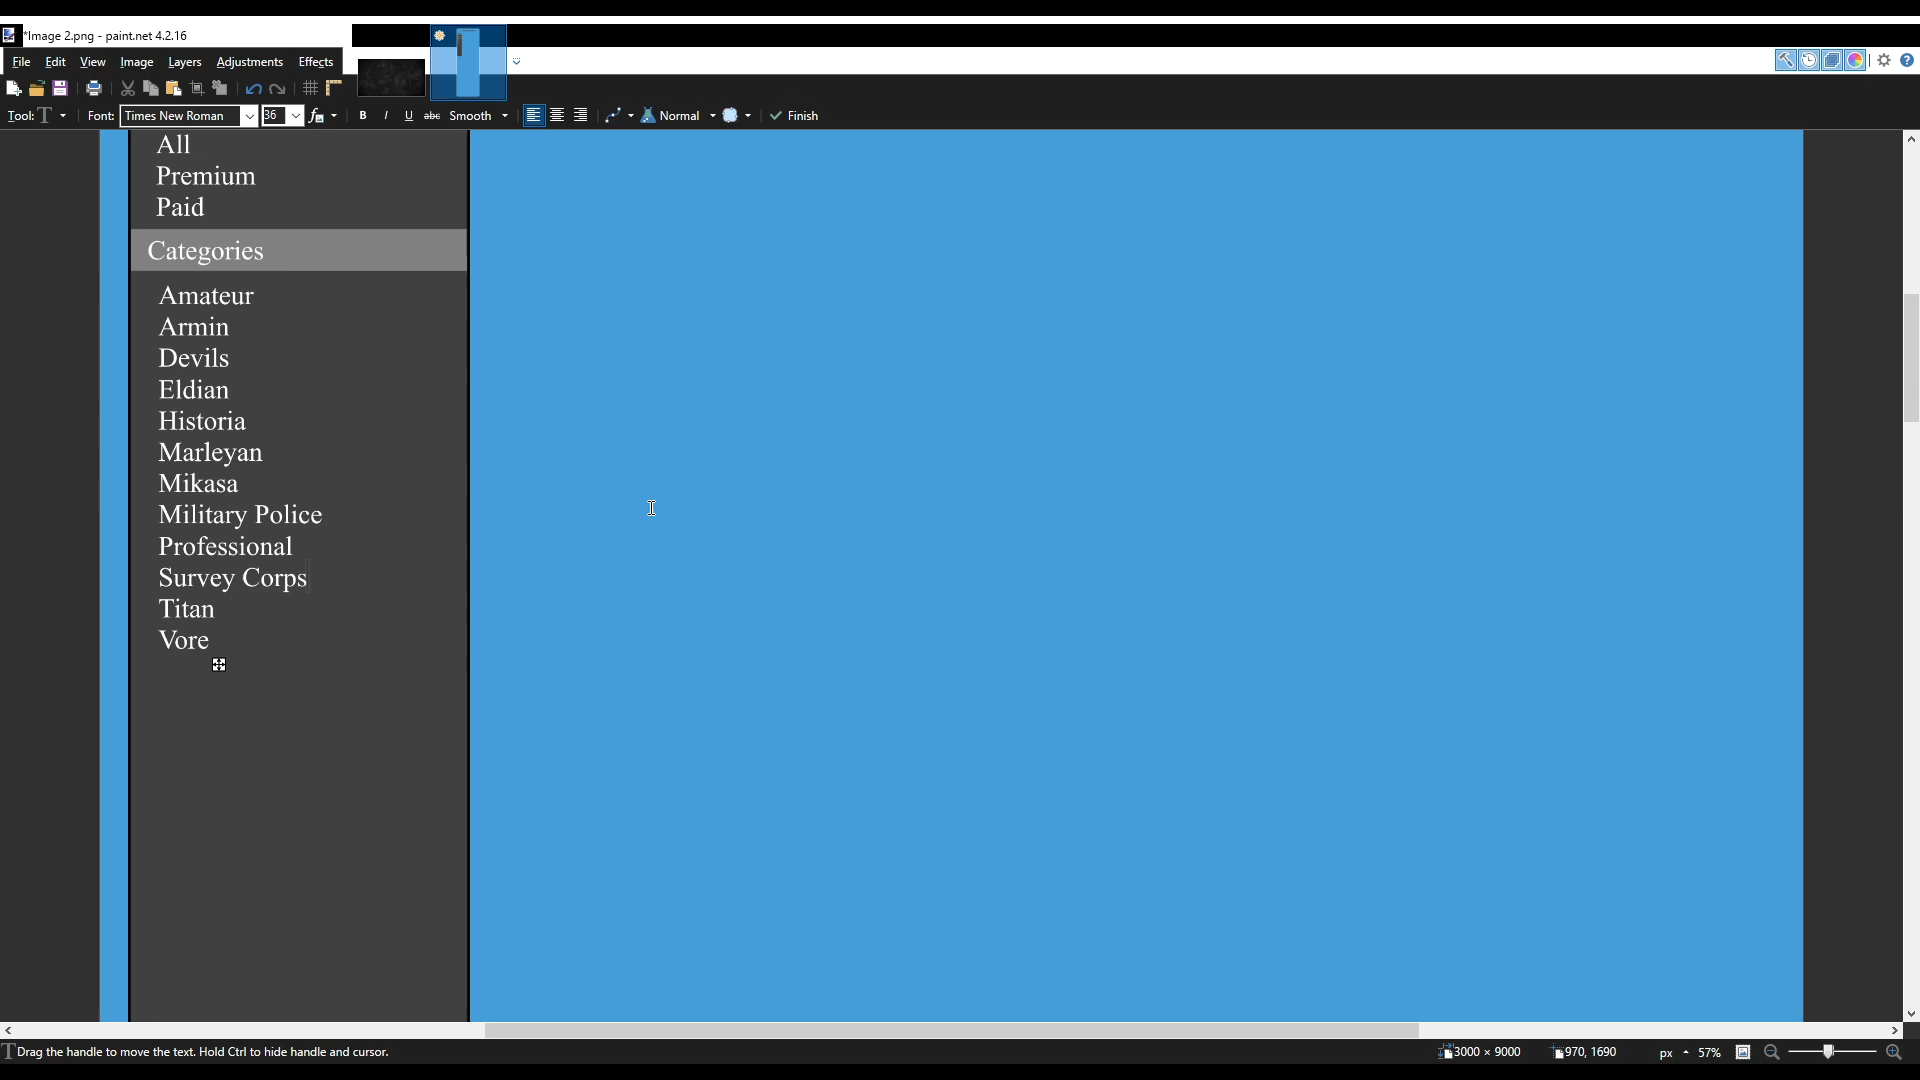 *Image 2.png - paint.net 4.2.16
File Edit View Image Layers Adjustments Effects
Tool: T Font: Times New Roman 36 fx B I U abc Smooth Normal Finish
All
Premium
Paid
Categories
Amateur
Armin
Devils
Eldian
Historia
Marleyan
Mikasa
Military Police
Professional
Survey Corps
Titan
Vore
Drag the handle to move the text. Hold Ctrl to hide handle and cursor. 3000 × 9000 970, 1690 px 57%